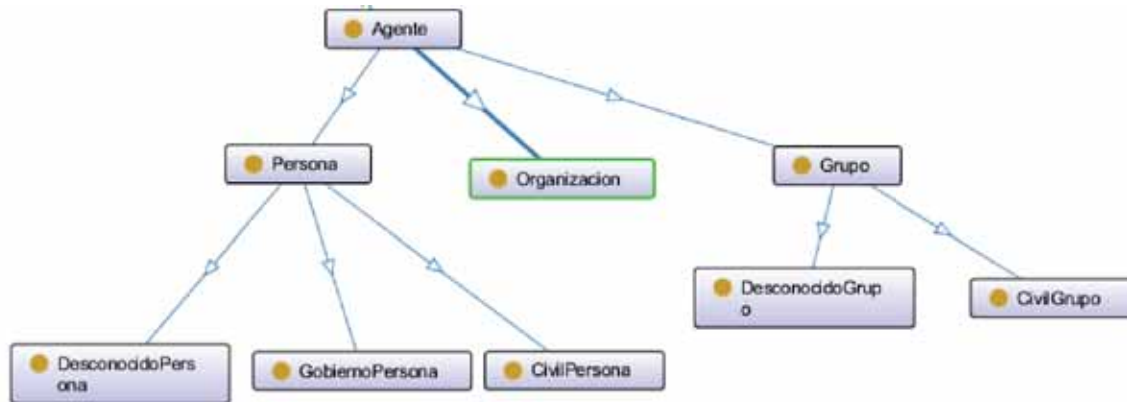 Agente
Persona
Organizacion
Grupo
DesconocidoGrup
o
CivilGrupo
DesconocidoPers
ona
GobiernoPersona
CivilPersona